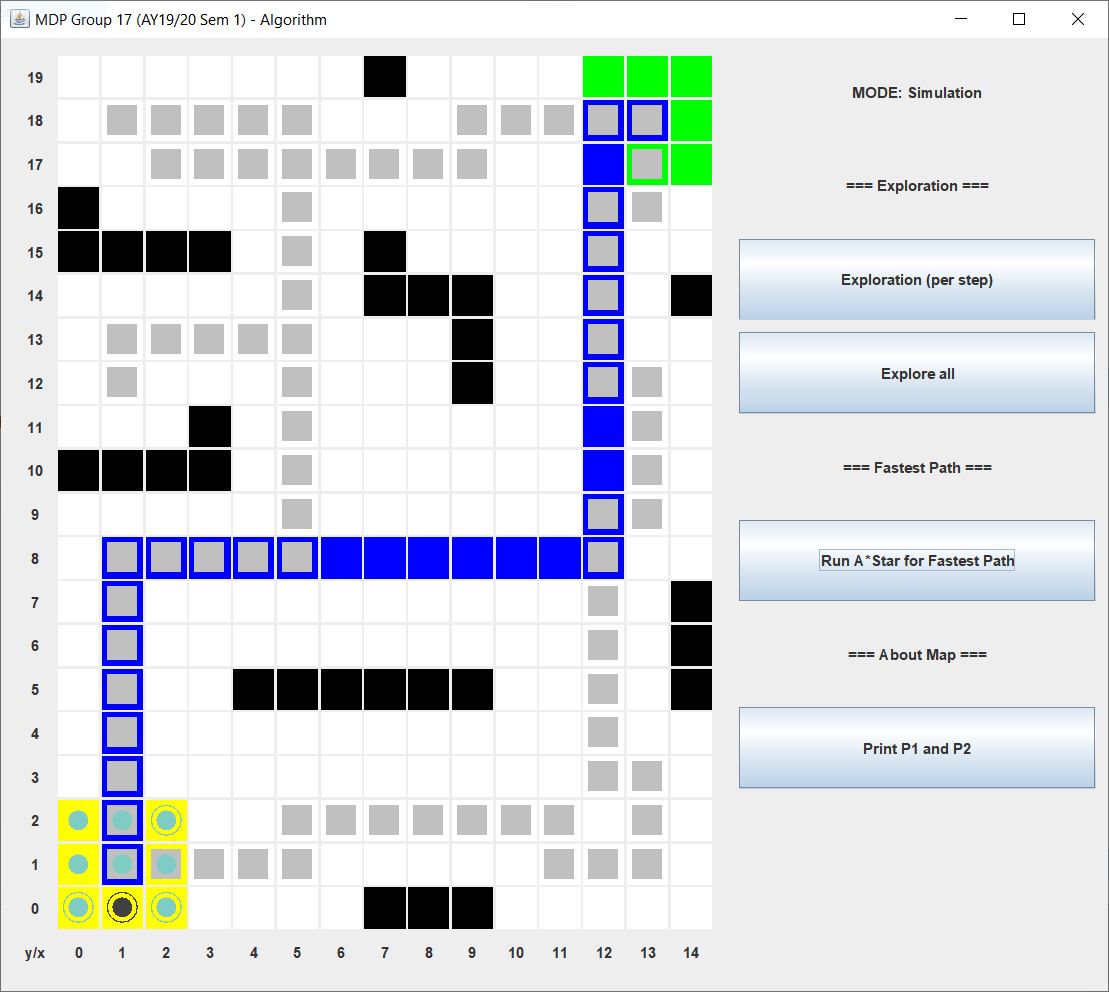 MDP Group 17 (AY19/20 Sem 1) - Algorithm
19
MODE: Simulation
18
17
=== Exploration ===
16
15
Exploration (per step)
14
13
12
Explore all
11
10
=== Fastest Path ===
9
8
Run A*Star for Fastest Path
7
6
=== About Map ===
5
4
Print P1 and P2
3
2
1
0
y/x 0 1 2 3 4 5 6 7 8 9 10 11 12 13 14